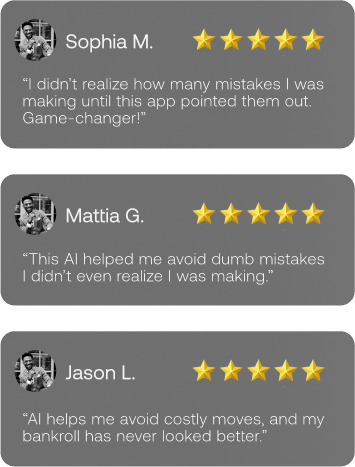 Sophia M.
“I didn’t realize how many mistakes I was
making until this app pointed them out.
Game-changer!”
Mattia G.
“This AI helped me avoid dumb mistakes
I didn’t even realize I was making.”
Jason L.
“AI helps me avoid costly moves, and my
bankroll has never looked better.”